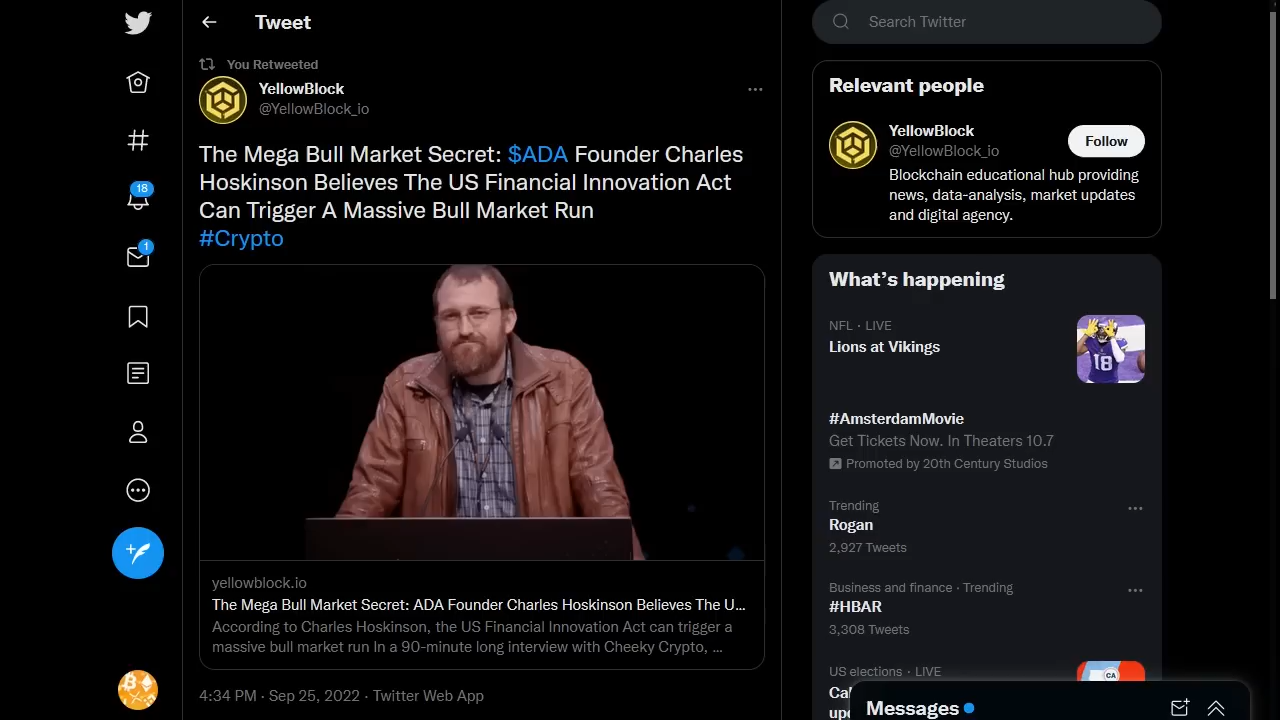 Tweet
Search Twitter
You Retweeted
YellowBlock
@YellowBlock_io
The Mega Bull Market Secret: $ADA Founder Charles
Hoskinson Believes The US Financial Innovation Act
Can Trigger A Massive Bull Market Run
#Crypto
yellowblock.io
The Mega Bull Market Secret: ADA Founder Charles Hoskinson Believes The U...
According to Charles Hoskinson, the US Financial Innovation Act can trigger a
massive bull market run In a 90-minute long interview with Cheeky Crypto, ...
4:34 PM · Sep 25, 2022 · Twitter Web App
18
1
Relevant people
YellowBlock
@YellowBlock_io
Follow
Blockchain educational hub providing
news, data-analysis, market updates
and digital agency.
What's happening
NFL · LIVE
Lions at Vikings
18
#AmsterdamMovie
Get Tickets Now. In Theaters 10.7
Promoted by 20th Century Studios
Trending
Rogan
2,927 Tweets
Business and finance · Trending
#HBAR
3,308 Tweets
US elections · LIVE
CA
Messages